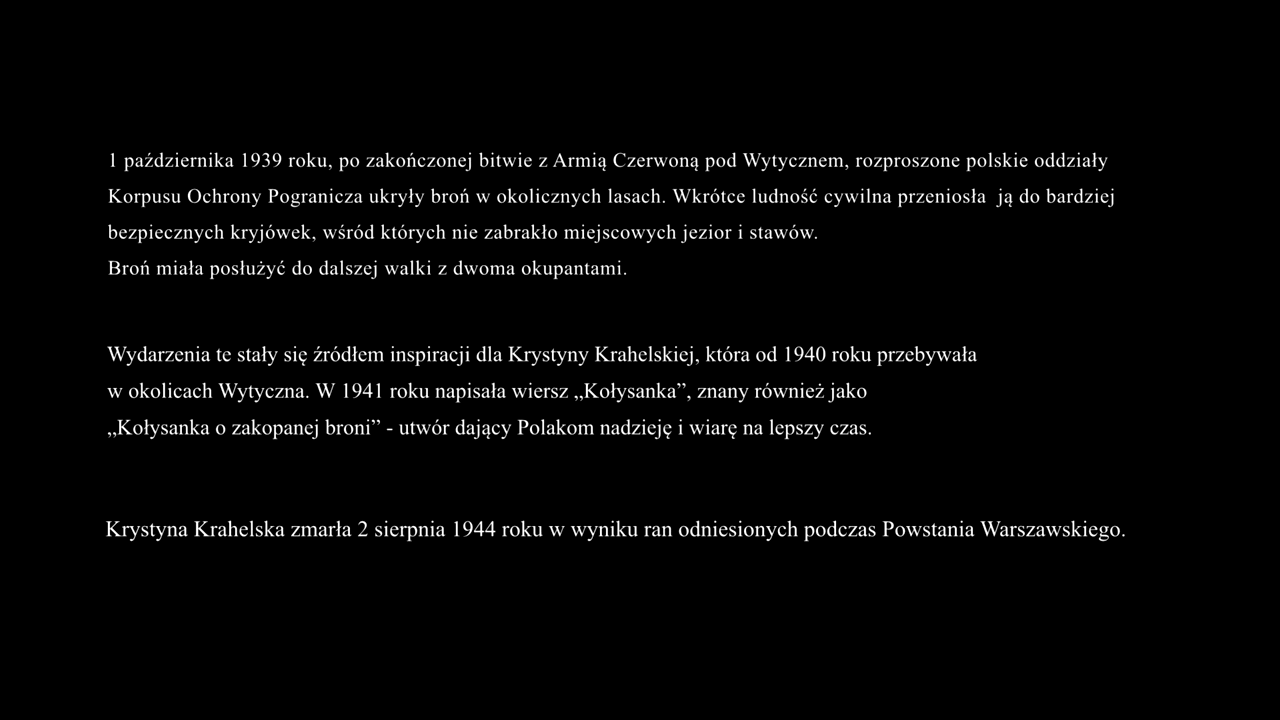 1 października 1939 roku, po zakończonej bitwie z Armią Czerwoną pod Wytycznem, rozproszone polskie oddziały
Korpusu Ochrony Pogranicza ukryły broń w okolicznych lasach. Wkrótce ludność cywilna przeniosła  ją do bardziej
bezpiecznych kryjówek, wśród których nie zabrakło miejscowych jezior i stawów.
Broń miała posłużyć do dalszej walki z dwoma okupantami.
Wydarzenia te stały się źródłem inspiracji dla Krystyny Krahelskiej, która od 1940 roku przebywała
w okolicach Wytyczna. W 1941 roku napisała wiersz „Kołysanka”, znany również jako
„Kołysanka o zakopanej broni” - utwór dający Polakom nadzieję i wiarę na lepszy czas.
Krystyna Krahelska zmarła 2 sierpnia 1944 roku w wyniku ran odniesionych podczas Powstania Warszawskiego.